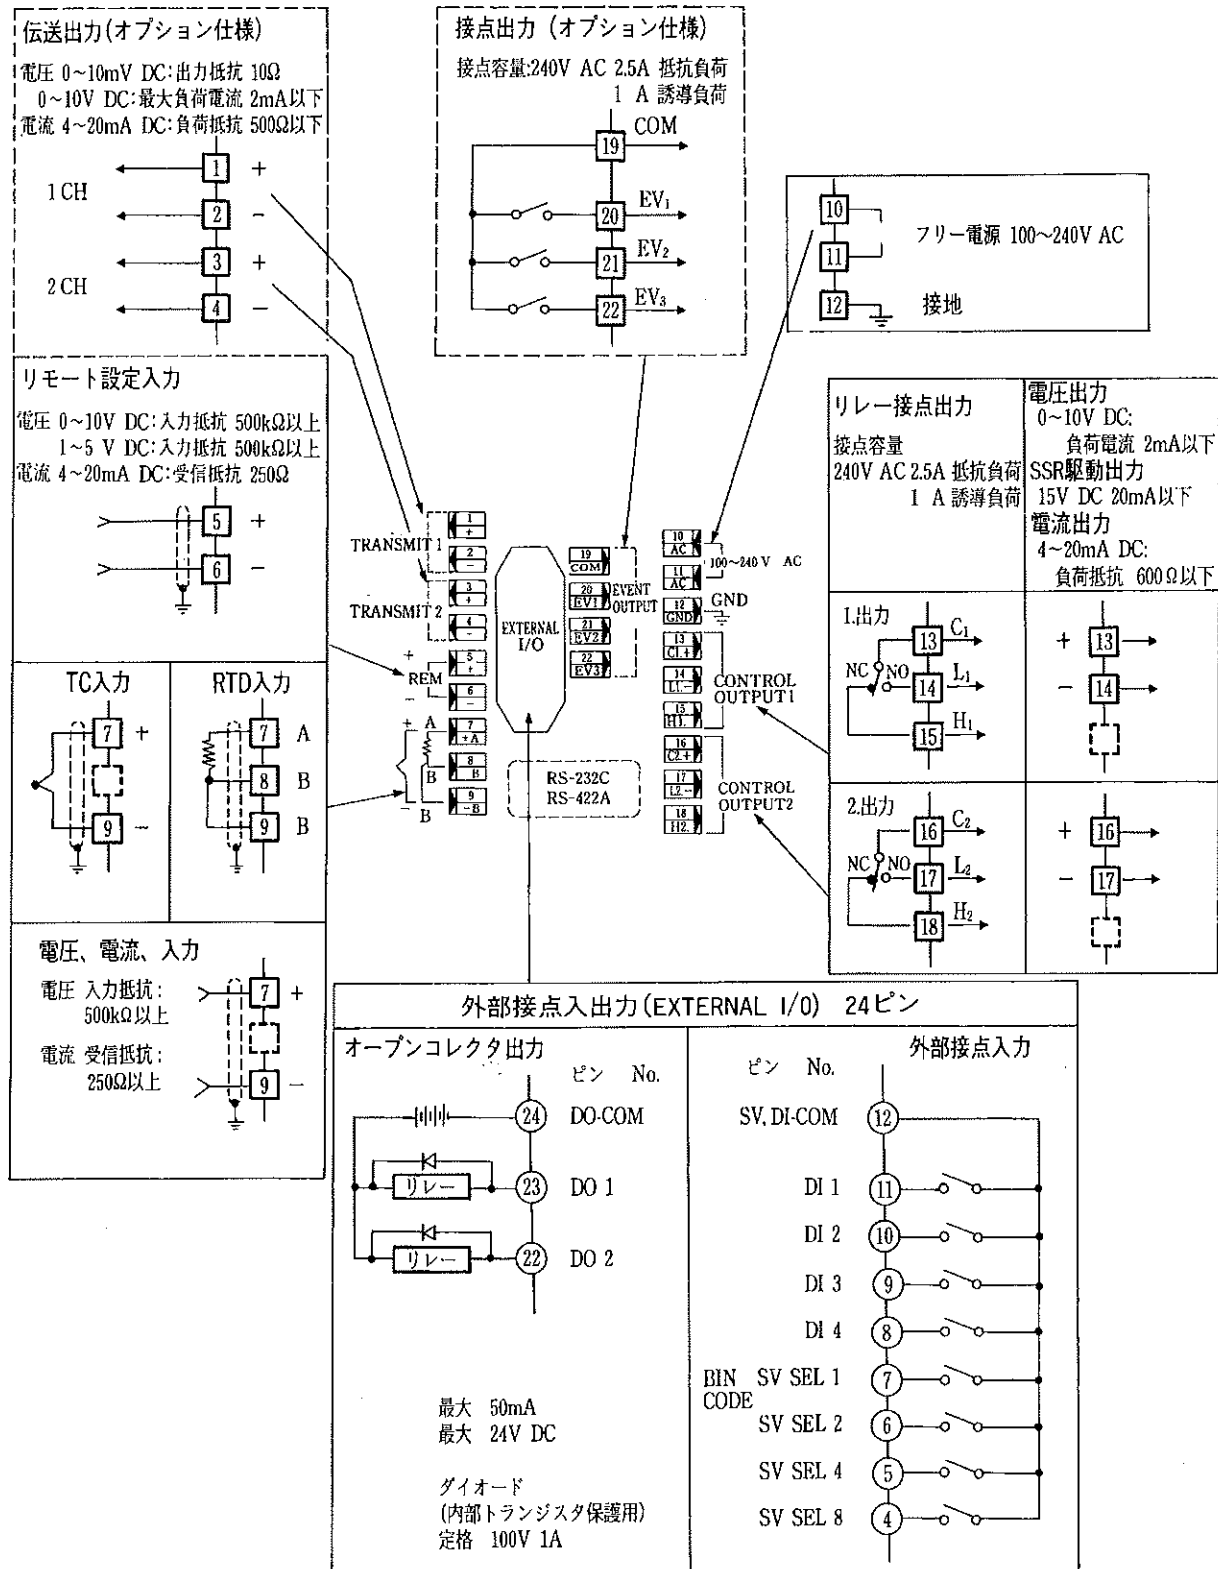 伝送出力(オプション仕様)
電圧 0~10mV DC:出力抵抗 10Ω
0~10V DC:最大負荷電流 2mA以下
電流 4~20mA DC:負荷抵抗 500Ω以下
1 CH
1 +
2 −
2 CH
3 +
4 −
接点出力 (オプション仕様)
接点容量:240V AC 2.5A 抵抗負荷
1 A 誘導負荷
19 COM
20 EV1
21 EV2
22 EV3
10
11
フリー電源 100~240V AC
12 接地
リモート設定入力
電圧 0~10V DC:入力抵抗 500kΩ以上
1~5 V DC:入力抵抗 500kΩ以上
電流 4~20mA DC:受信抵抗 250Ω
5 +
6 −
TC入力
7 +
9 −
RTD入力
7 A
8 B
9 B
電圧、電流、入力
電圧 入力抵抗:
500kΩ以上
電流 受信抵抗:
250Ω以上
7 +
9 −
TRANSMIT 1
1 +
2 −
TRANSMIT 2
3 +
4 −
+ REM −
5 +
6 −
+ A
7 +A
B
8 B
− B
9 −B
EXTERNAL
I/O
19 COM
20 EV1
21 EV2
22 EV3
EVENT
OUTPUT
RS-232C
RS-422A
10 AC
11 AC
100~240 V AC
12 GND
GND
13 C1.+
14 L1.−
15 H1.
CONTROL
OUTPUT1
16 C2.+
17 L2.−
18 H2.
CONTROL
OUTPUT2
リレー接点出力
接点容量
240V AC 2.5A 抵抗負荷
1 A 誘導負荷
電圧出力
0~10V DC:
負荷電流 2mA以下
SSR駆動出力
15V DC 20mA以下
電流出力
4~20mA DC:
負荷抵抗 600Ω以下
1.出力
NC NO
13 C1
14 L1
15 H1
+ 13
− 14
2.出力
NC NO
16 C2
17 L2
18 H2
+ 16
− 17
外部接点入出力(EXTERNAL I/O) 24ピン
オープンコレクタ出力
ピン No.
24 DO-COM
リレー 23 DO 1
リレー 22 DO 2
最大 50mA
最大 24V DC
ダイオード
(内部トランジスタ保護用)
定格 100V 1A
外部接点入力
ピン No.
SV, DI-COM 12
DI 1 11
DI 2 10
DI 3 9
DI 4 8
BIN CODE
SV SEL 1 7
SV SEL 2 6
SV SEL 4 5
SV SEL 8 4